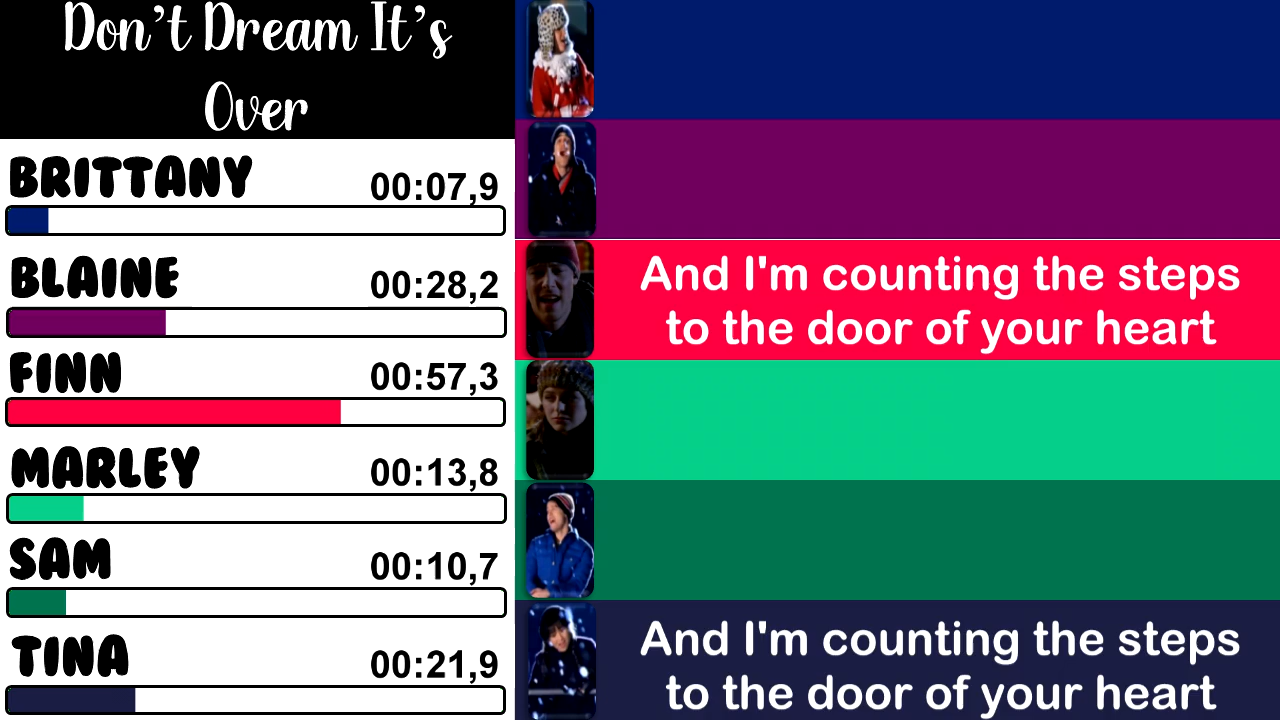 Don't Dream It's
Over
BRITTANY 00:07,9
BLAINE 00:28,2
FINN 00:57,3
MARLEY 00:13,8
SAM 00:10,7
TINA 00:21,9
And I'm counting the steps
to the door of your heart
And I'm counting the steps
to the door of your heart